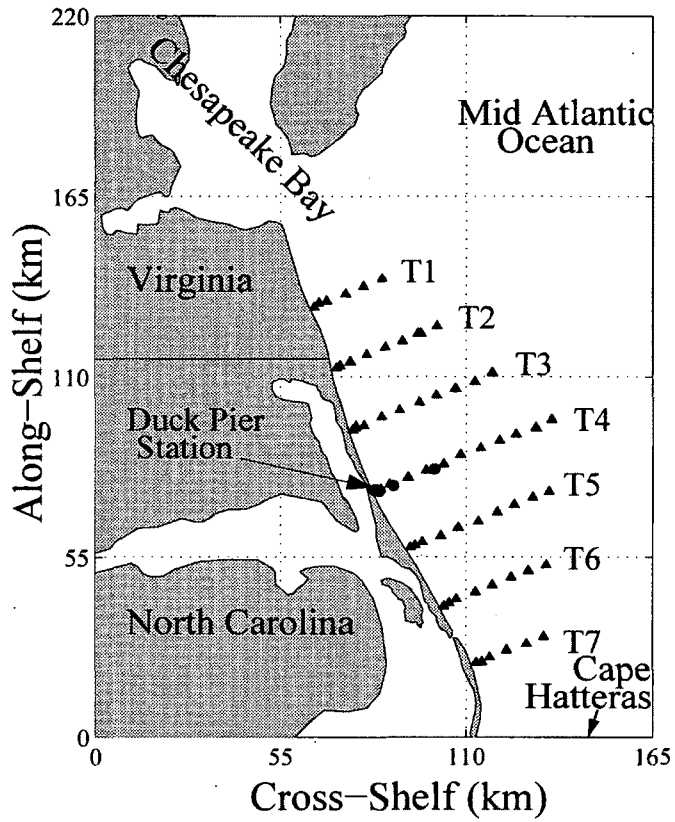 220
Chesapeake Bay
Mid Atlantic
Ocean
165
Virginia
T1
T2
110
T3
Duck Pier
Station
T4
T5
55
T6
North Carolina
T7
Cape
Hatteras
0
0
55
110
165
Along−Shelf (km)
Cross−Shelf (km)